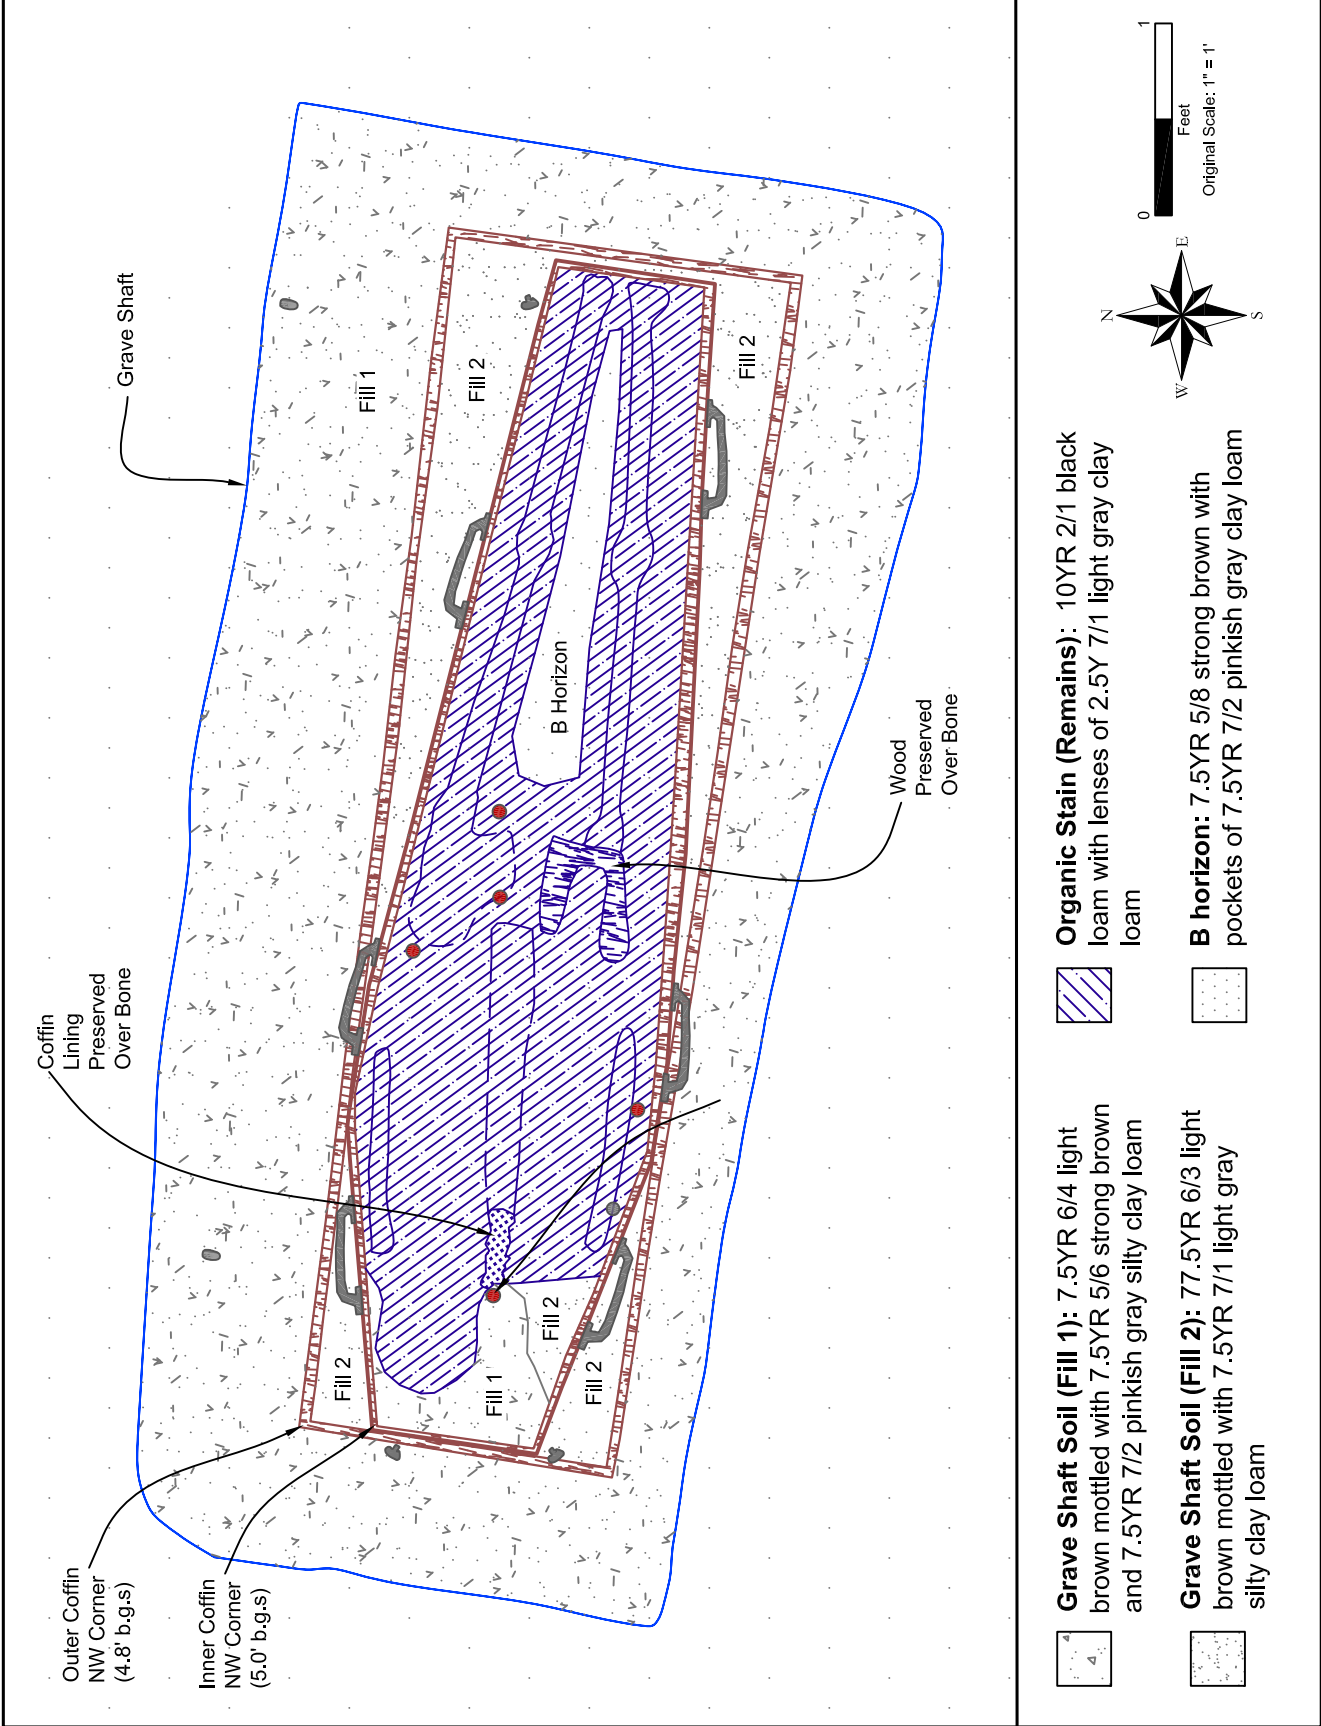 Outer Coffin
NW Corner
(4.8' b.g.s)
Inner Coffin
NW Corner
(5.0' b.g.s)
Coffin
Lining
Preserved
Over Bone
Grave Shaft
Fill 1
Fill 2
Fill 2
Fill 2
Fill 1
Fill 2
Fill 2
B Horizon
Wood
Preserved
Over Bone
Grave Shaft Soil (Fill 1): 7.5YR 6/4 light
brown mottled with 7.5YR 5/6 strong brown
and 7.5YR 7/2 pinkish gray silty clay loam
Grave Shaft Soil (Fill 2): 77.5YR 6/3 light
brown mottled with 7.5YR 7/1 light gray
silty clay loam
Organic Stain (Remains): 10YR 2/1 black
loam with lenses of 2.5Y 7/1 light gray clay
loam
B horizon: 7.5YR 5/8 strong brown with
pockets of 7.5YR 7/2 pinkish gray clay loam
N
W
E
S
0
1
Feet
Original Scale: 1" = 1'